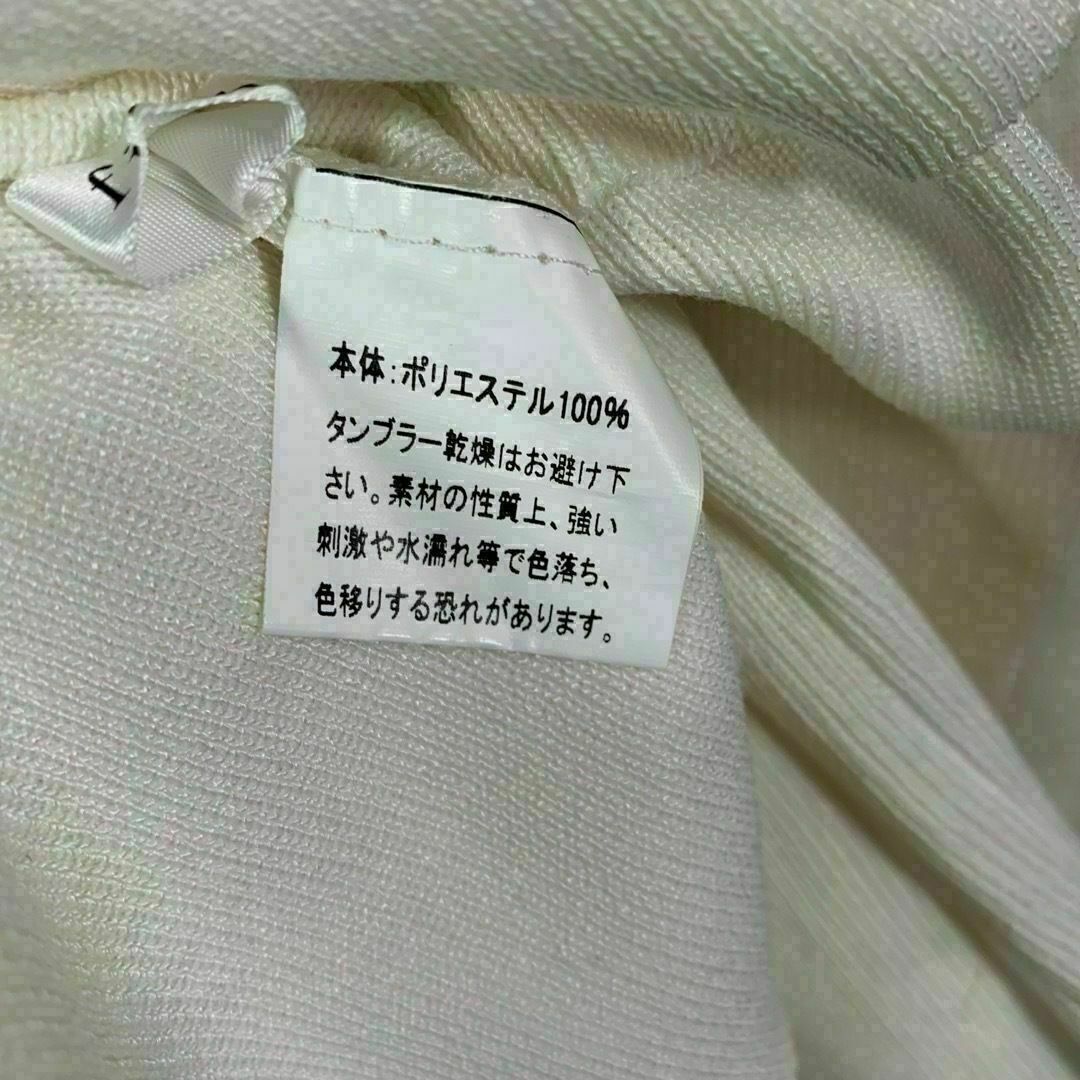 本体:ポリエステル100%
タンブラー乾燥はお避け下
さい。素材の性質上、強い
刺激や水濡れ等で色落ち、
色移りする恐れがあります。